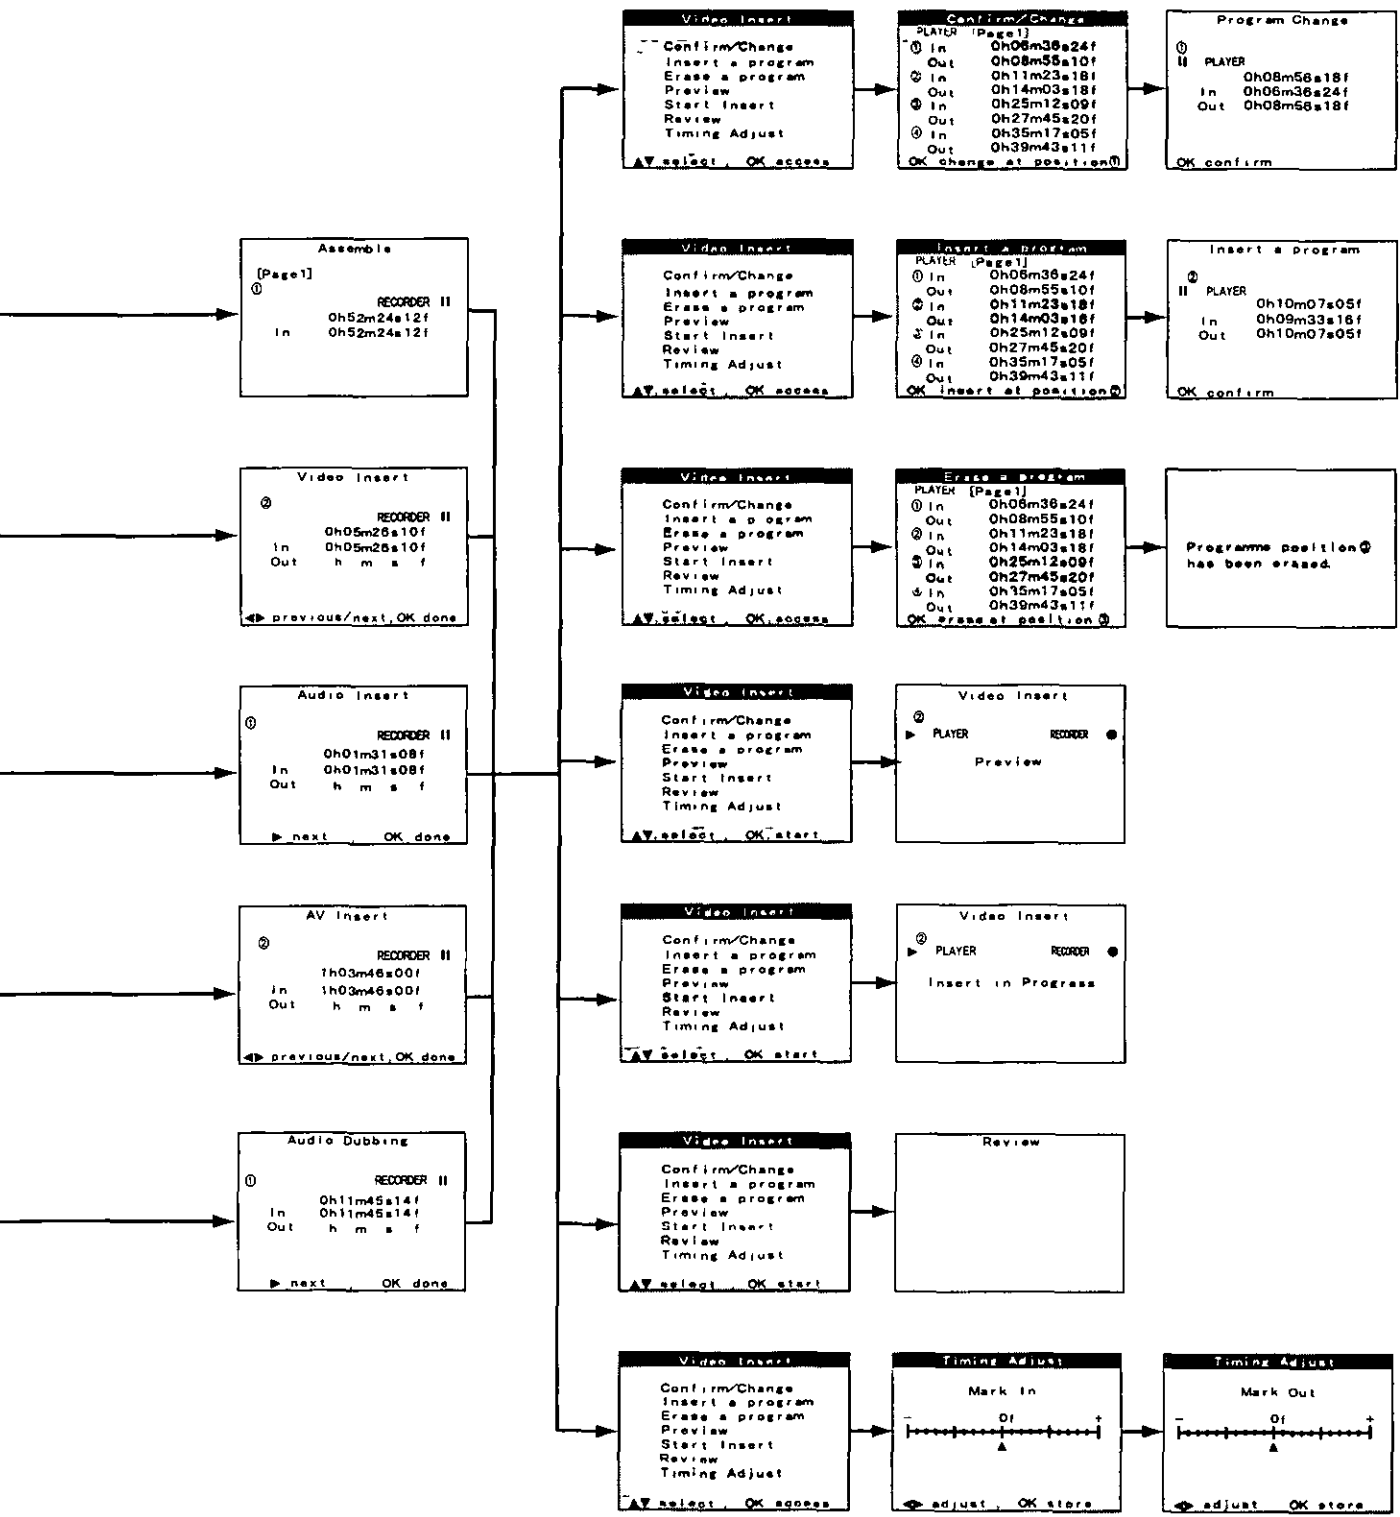 Assemble
[Page1]
①
RECORDER II
0h52m24s12f
In 0h52m24s12f
Video Insert
②
RECORDER II
0h05m26s10f
In 0h05m26s10f
Out h m s f
◀▶ previous/next, OK done
Audio Insert
①
RECORDER II
0h01m31s08f
In 0h01m31s08f
Out h m s f
▶ next OK done
AV Insert
②
RECORDER II
1h03m46s00f
In 1h03m46s00f
Out h m s f
◀▶ previous/next, OK done
Audio Dubbing
①
RECORDER II
0h11m45s14f
In 0h11m45s14f
Out h m s f
▶ next OK done
Video Insert
Confirm/Change
Insert a program
Erase a program
Preview
Start Insert
Review
Timing Adjust
▲▼ select, OK access
Confirm/Change
PLAYER [Page1]
① In 0h06m36s24f
Out 0h08m55s10f
② In 0h11m23s18f
Out 0h14m03s18f
③ In 0h25m12s09f
Out 0h27m45s20f
④ In 0h35m17s05f
Out 0h39m43s11f
OK change at position①
Program Change
①
II PLAYER
0h08m56s18f
In 0h06m36s24f
Out 0h08m56s18f
OK confirm
Video Insert
Confirm/Change
Insert a program
Erase a program
Preview
Start Insert
Review
Timing Adjust
▲▼ select, OK access
Insert a program
PLAYER [Page1]
① In 0h06m36s24f
Out 0h08m55s10f
② In 0h11m23s18f
Out 0h14m03s18f
③ In 0h25m12s09f
Out 0h27m45s20f
④ In 0h35m17s05f
Out 0h39m43s11f
OK insert at position②
Insert a program
②
II PLAYER
0h10m07s05f
In 0h09m33s16f
Out 0h10m07s05f
OK confirm
Video Insert
Confirm/Change
Insert a p ogram
Erase a program
Preview
Start Insert
Review
Timing Adjust
▲▼ select, OK access
Erase a program
PLAYER [Page1]
① In 0h06m36s24f
Out 0h08m55s10f
② In 0h11m23s18f
Out 0h14m03s18f
③ In 0h25m12s09f
Out 0h27m45s20f
④ In 0h35m17s05f
Out 0h39m43s11f
OK erase at position ③
Programme position③
has been erased.
Video Insert
Confirm/Change
Insert a program
Erase a program
Preview
Start Insert
Review
Timing Adjust
▲▼ select, OK start
Video Insert
②
▶ PLAYER RECORDER ●
Preview
Video Insert
Confirm/Change
Insert a program
Erase a program
Preview
Start Insert
Review
Timing Adjust
▲▼ select, OK start
Video Insert
②
▶ PLAYER RECORDER ●
Insert in Progress
Video Insert
Confirm/Change
Insert a program
Erase a program
Preview
Start Insert
Review
Timing Adjust
▲▼ select OK start
Review
Video Insert
Confirm/Change
Insert a program
Erase a program
Preview
Start Insert
Review
Timing Adjust
▲▼ select, OK access
Timing Adjust
Mark In
- 0f +
◀▶ adjust, OK store
Timing Adjust
Mark Out
- 0f +
◀▶ adjust OK store